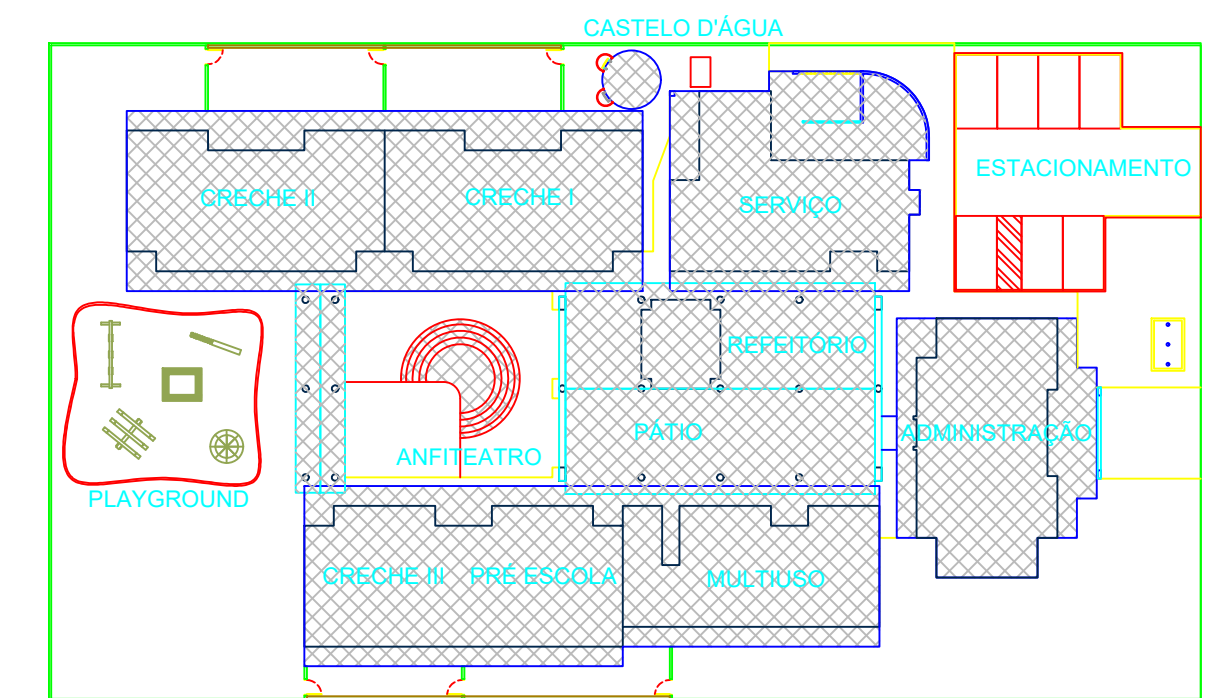 CASTELO D'ÁGUA
ESTACIONAMENTO
CRECHE II
CRECHE I
SERVIÇO
REFEITÓRIO
PÁTIO
ADMINISTRAÇÃO
ANFITEATRO
PLAYGROUND
CRECHE III
PRÉ ESCOLA
MULTIUSO